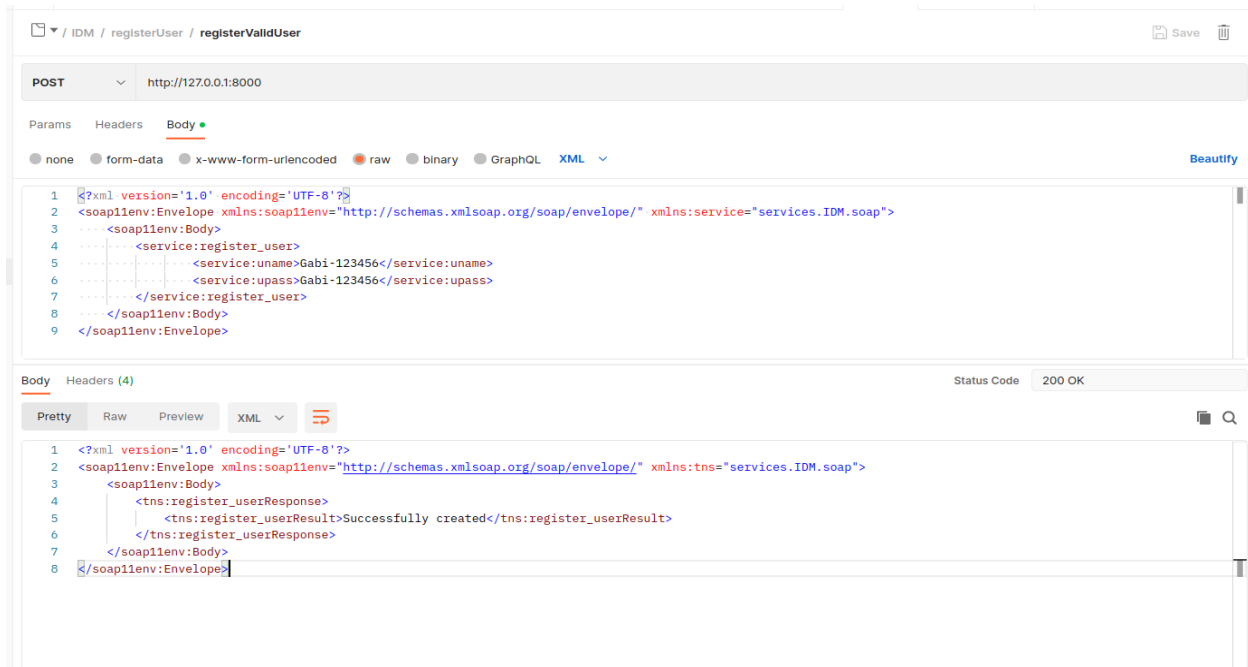 / IDM / registerUser / registerValidUser
Save
POST http://127.0.0.1:8000
Params Headers Body
none form-data x-www-form-urlencoded raw binary GraphQL XML
Beautify
1 <?xml version='1.0' encoding='UTF-8'?>
2 <soap11env:Envelope xmlns:soap11env="http://schemas.xmlsoap.org/soap/envelope/" xmlns:service="services.IDM.soap">
3 <soap11env:Body>
4 <service:register_user>
5 <service:uname>Gabi-123456</service:uname>
6 <service:upass>Gabi-123456</service:upass>
7 </service:register_user>
8 </soap11env:Body>
9 </soap11env:Envelope>
Body Headers (4)
Status Code 200 OK
Pretty Raw Preview XML
1 <?xml version='1.0' encoding='UTF-8'?>
2 <soap11env:Envelope xmlns:soap11env="http://schemas.xmlsoap.org/soap/envelope/" xmlns:tns="services.IDM.soap">
3 <soap11env:Body>
4 <tns:register_userResponse>
5 <tns:register_userResult>Successfully created</tns:register_userResult>
6 </tns:register_userResponse>
7 </soap11env:Body>
8 </soap11env:Envelope>